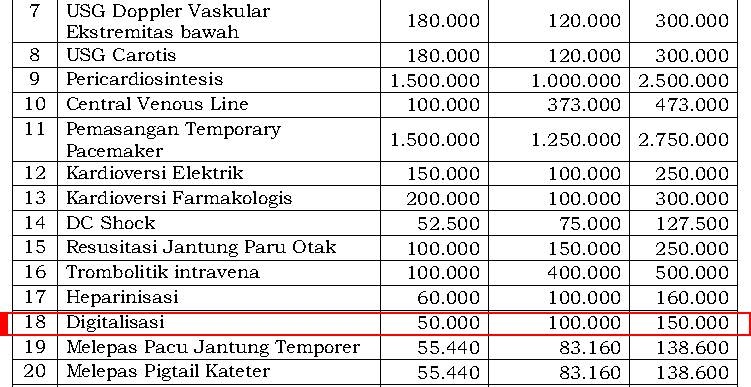 7 USG Doppler Vaskular
Ekstremitas bawah 180.000 120.000 300.000
8 USG Carotis 180.000 120.000 300.000
9 Pericardiosintesis 1.500.000 1.000.000 2.500.000
10 Central Venous Line 100.000 373.000 473.000
11 Pemasangan Temporary
Pacemaker 1.500.000 1.250.000 2.750.000
12 Kardioversi Elektrik 150.000 100.000 250.000
13 Kardioversi Farmakologis 200.000 100.000 300.000
14 DC Shock 52.500 75.000 127.500
15 Resusitasi Jantung Paru Otak 100.000 150.000 250.000
16 Trombolitik intravena 100.000 400.000 500.000
17 Heparinisasi 60.000 100.000 160.000
18 Digitalisasi 50.000 100.000 150.000
19 Melepas Pacu Jantung Temporer 55.440 83.160 138.600
20 Melepas Pigtail Kateter 55.440 83.160 138.600